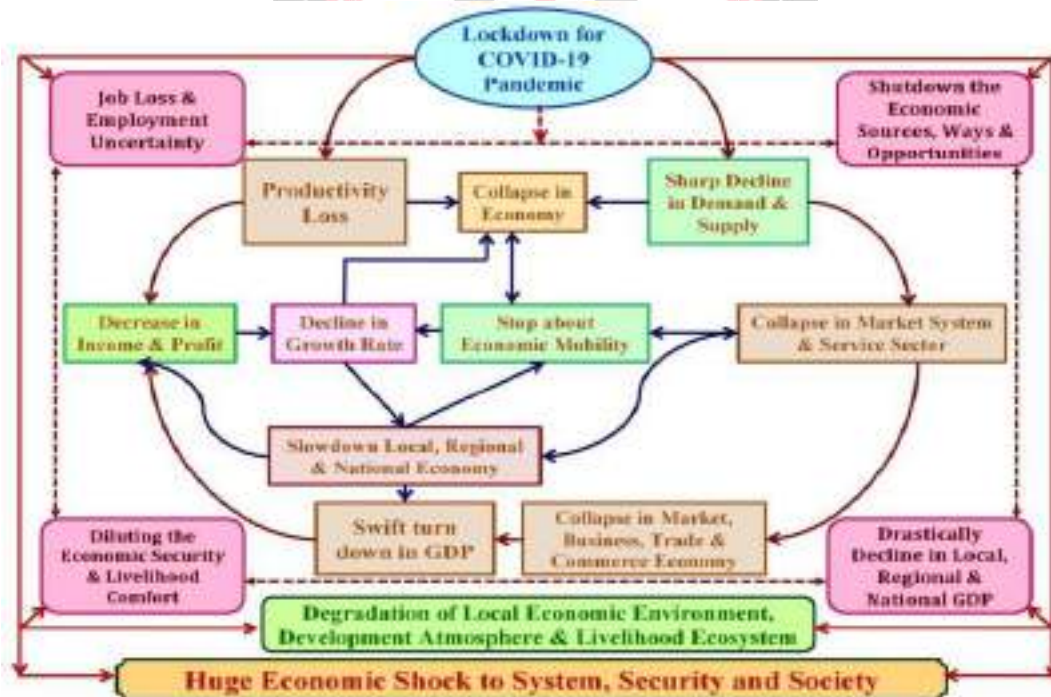 Lockdown for
COVID-19
Pandemic
Job Loss &
Employment
Uncertainty
Shutdown the
Economic
Sources, Ways &
Opportunities
Productivity
Loss
Collapse in
Economy
Sharp Decline
in Demand &
Supply
Decrease in
Income & Profit
Decline in
Growth Rate
Stop about
Economic Mobility
Collapse in Market System
& Service Sector
Slowdown Local, Regional
& National Economy
Swift turn
down in GDP
Collapse in Market,
Business, Trade &
Commerce Economy
Diluting the
Economic Security
& Livelihood
Comfort
Drastically
Decline in Local,
Regional &
National GDP
Degradation of Local Economic Environment,
Development Atmosphere & Livelihood Ecosystem
Huge Economic Shock to System, Security and Society